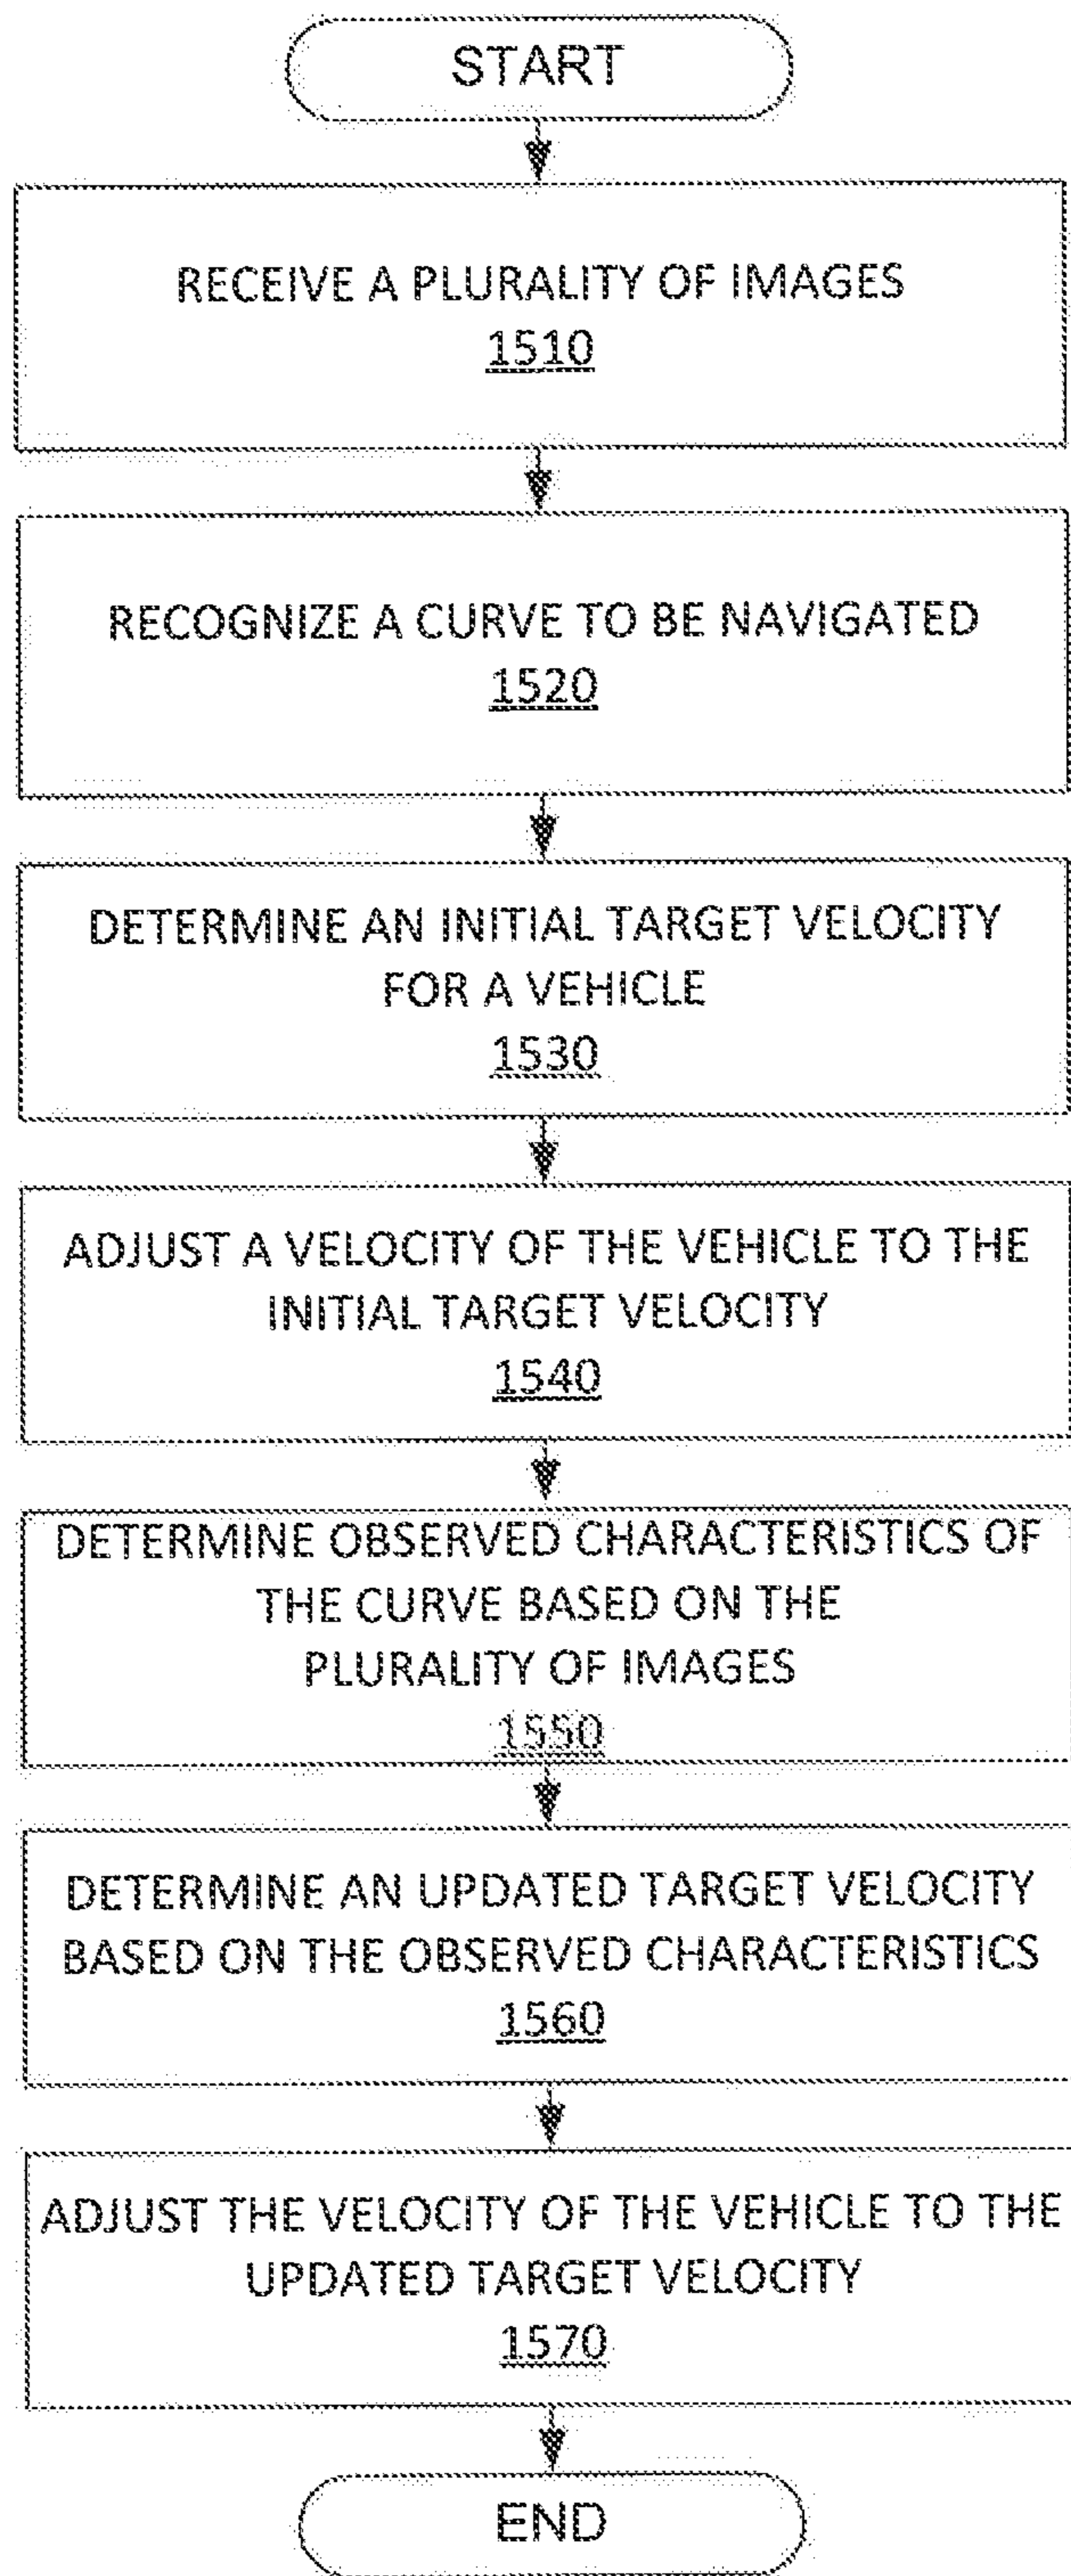 START
RECEIVE A PLURALITY OF IMAGES
1510
RECOGNIZE A CURVE TO BE NAVIGATED
1520
DETERMINE AN INITIAL TARGET VELOCITY
FOR A VEHICLE
1530
ADJUST A VELOCITY OF THE VEHICLE TO THE
INITIAL TARGET VELOCITY
1540
DETERMINE OBSERVED CHARACTERISTICS OF
THE CURVE BASED ON THE
PLURALITY OF IMAGES
1550
DETERMINE AN UPDATED TARGET VELOCITY
BASED ON THE OBSERVED CHARACTERISTICS
1560
ADJUST THE VELOCITY OF THE VEHICLE TO THE
UPDATED TARGET VELOCITY
1570
END